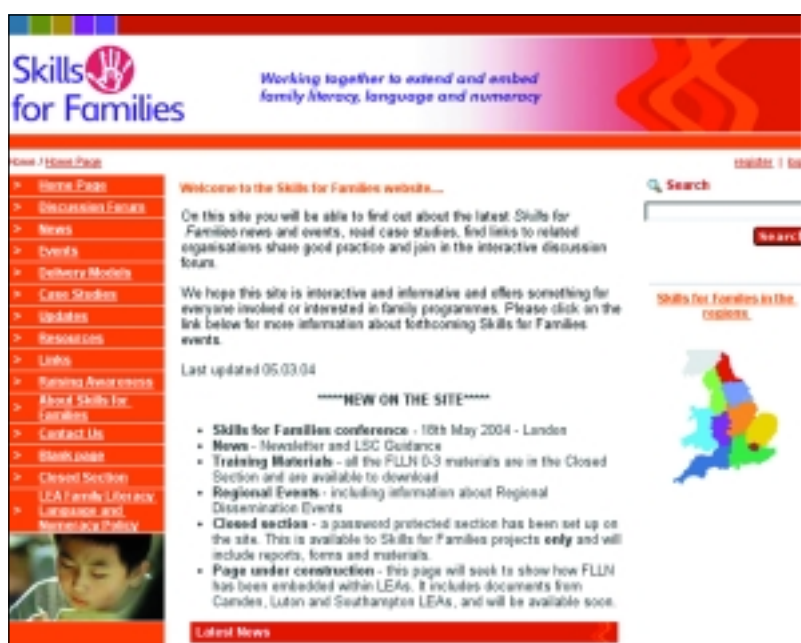 Skills
for Families
Working together to extend and embed
family literacy, language and numeracy
Home / Home Page
register |
> Home Page
> Discussion Forum
> News
> Events
> Delivery Models
> Case Studies
> Updates
> Resources
> Links
> Raising Awareness
> About Skills for
Families
> Contact Us
> Blank page
> Closed Section
> LEA Family Literacy
Language and
Numeracy Policy
Welcome to the Skills for Families website....
On this site you will be able to find out about the latest Skills for
Families news and events, read case studies, find links to related
organisations share good practice and join in the interactive discussion
forum.
We hope this site is interactive and informative and offers something for
everyone involved or interested in family programmes. Please click on the
link below for more information about forthcoming Skills for Families
events.
Last updated 05.03.04
*****NEW ON THE SITE*****
• Skills for Families conference - 18th May 2004 - London
• News - Newsletter and LSC Guidance
• Training Materials - all the FLLN 0-3 materials are in the Closed
Section and are available to download
• Regional Events - including information about Regional
Dissemination Events
• Closed section - a password protected section has been set up on
the site. This is available to Skills for Families projects only and will
include reports, forms and materials.
• Page under construction - this page will seek to show how FLLN
has been embedded within LEAs. It includes documents from
Camden, Luton and Southampton LEAs, and will be available soon.
Latest News
Search
Search
Skills for Families in the
regions